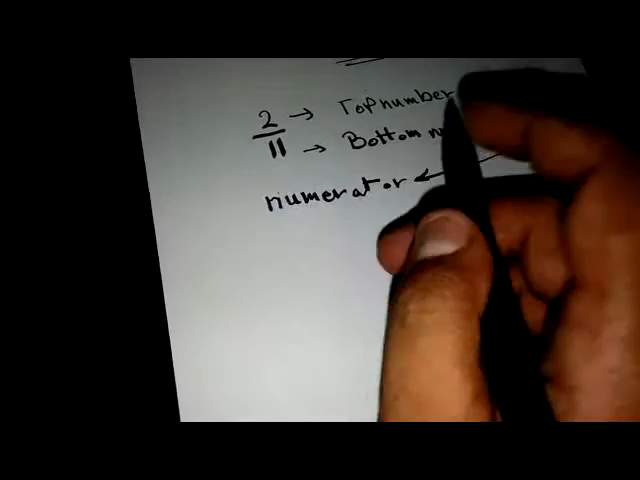 2 → Top number
11 → Bottom
numerator ←